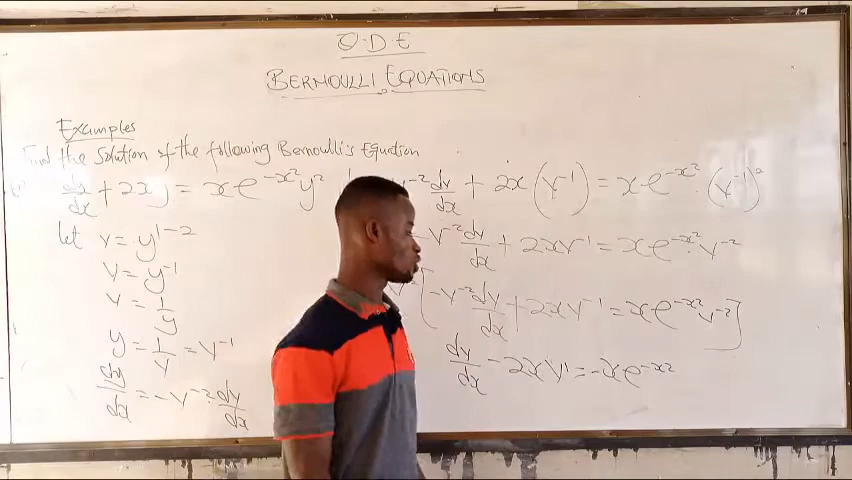 O.D.E
BERNOULLI EQUATIONS
Examples
Find the Solution of the following Bernoulli's Equation
dy/dx + 2xy = xe^{-x²}y²
let v = y^{1-2}
v = y^{-1}
v = 1/y
y = 1/v = v^{-1}
dy/dx = -v^{-2} dv/dx
v^{-2} dv/dx + 2x(v^{-1}) = xe^{-x²}·(v^{-1})²
-v^{-2} dv/dx + 2xv^{-1} = xe^{-x²}·v^{-2}
[-v^{-2} dv/dx + 2xv^{-1} = xe^{-x²}·v^{-2}]
dv/dx - 2xv^{1} = -xe^{-x²}